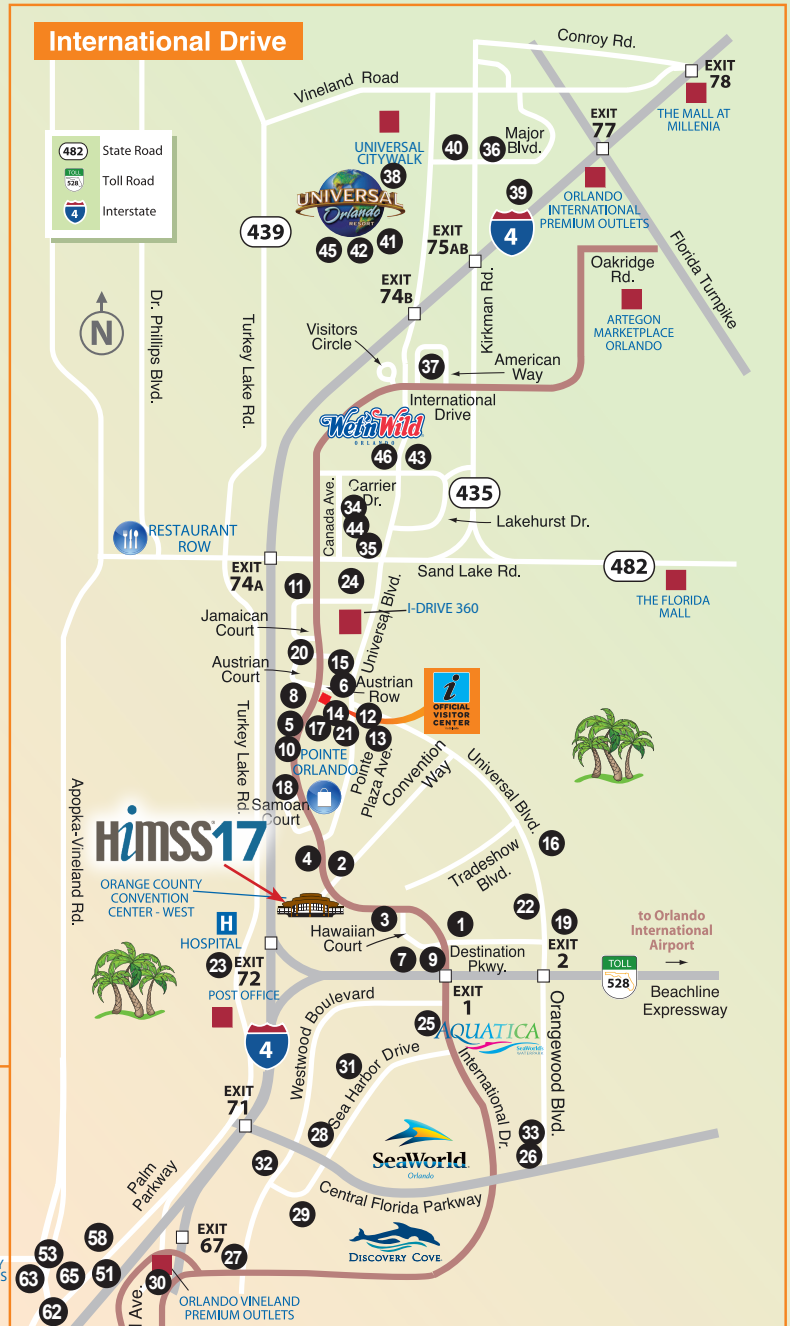 International Drive
482
State Road
TOLL
528
Toll Road
4
Interstate
Conroy Rd.
EXIT
78
THE MALL AT
MILLENIA
Vineland Road
EXIT
77
UNIVERSAL
CITYWALK
40
36
Major
Blvd.
38
39
ORLANDO
INTERNATIONAL
PREMIUM OUTLETS
UNIVERSAL
Orlando
RESORT
439
45
42
41
EXIT
75AB
4
Oakridge
Rd.
Florida Turnpike
EXIT
74B
Kirkman Rd.
ARTEGON
MARKETPLACE
ORLANDO
N
Dr. Phillips Blvd.
Turkey Lake Rd.
Visitors
Circle
37
American
Way
International
Drive
Wet'n Wild
ORLANDO
46
43
Canada Ave.
Carrier
Dr.
34
44
35
435
Lakehurst Dr.
RESTAURANT
ROW
EXIT
74A
Sand Lake Rd.
482
THE FLORIDA
MALL
11
24
Universal Blvd.
I-DRIVE 360
Jamaican
Court
20
15
Austrian
Court
6
Austrian
Row
8
i
OFFICIAL
VISITOR
CENTER
5
14
12
17
21
13
10
POINTE
ORLANDO
Pointe
Plaza Ave.
Convention
Way
Universal Blvd.
Turkey Lake Rd.
18
Samoan
Court
Apopka-Vineland Rd.
HIMSS17
4
2
16
Tradeshow
Blvd.
ORANGE COUNTY
CONVENTION
CENTER - WEST
H
HOSPITAL
3
1
22
19
Hawaiian
Court
7
9
Destination
Pkwy.
EXIT
2
to Orlando
International
Airport
TOLL
528
Beachline
Expressway
23
EXIT
72
POST OFFICE
EXIT
1
25
AQUATICA
SeaWorld's
WATERPARK
Orangewood Blvd.
4
Westwood Boulevard
31
Sea Harbor Drive
International Dr.
EXIT
71
28
SeaWorld
Orlando
33
26
32
Palm
Parkway
Central Florida Parkway
29
DISCOVERY COVE
EXIT
67
27
53
58
63
65
51
30
62
ORLANDO VINELAND
PREMIUM OUTLETS
Ave.